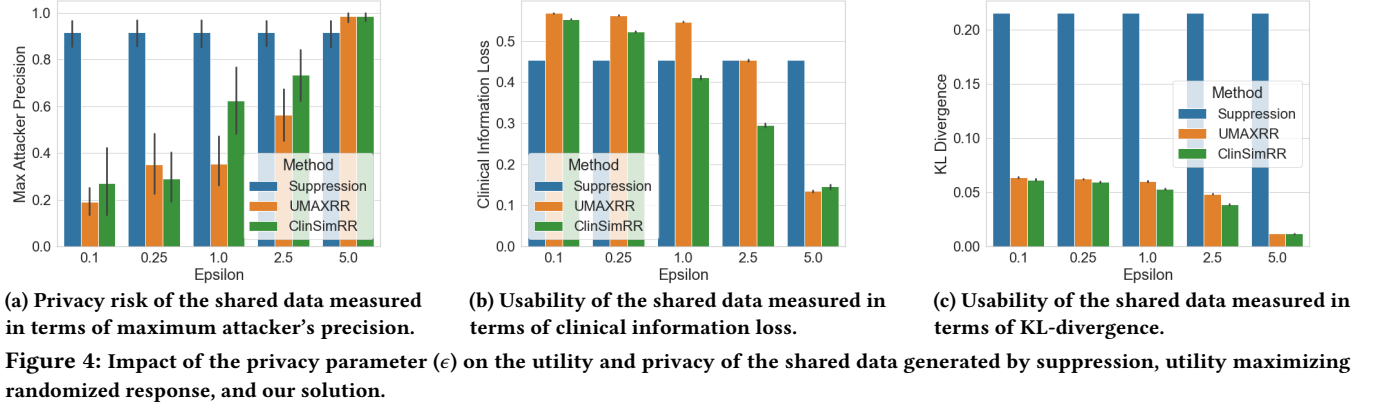 Max Attacker Precision
1.0
0.8
0.6
0.4
0.2
0.0
Method
Suppression
UMAXRR
ClinSimRR
0.1 0.25 1.0 2.5 5.0
Epsilon
(a) Privacy risk of the shared data measured
in terms of maximum attacker's precision.
Clinical Information Loss
0.5
0.4
0.3
0.2
0.1
0.0
Method
Suppression
UMAXRR
ClinSimRR
0.1 0.25 1.0 2.5 5.0
Epsilon
(b) Usability of the shared data measured in
terms of clinical information loss.
KL Divergence
0.20
0.15
0.10
0.05
0.00
Method
Suppression
UMAXRR
ClinSimRR
0.1 0.25 1.0 2.5 5.0
Epsilon
(c) Usability of the shared data measured in
terms of KL-divergence.
Figure 4: Impact of the privacy parameter (ϵ) on the utility and privacy of the shared data generated by suppression, utility maximizing
randomized response, and our solution.